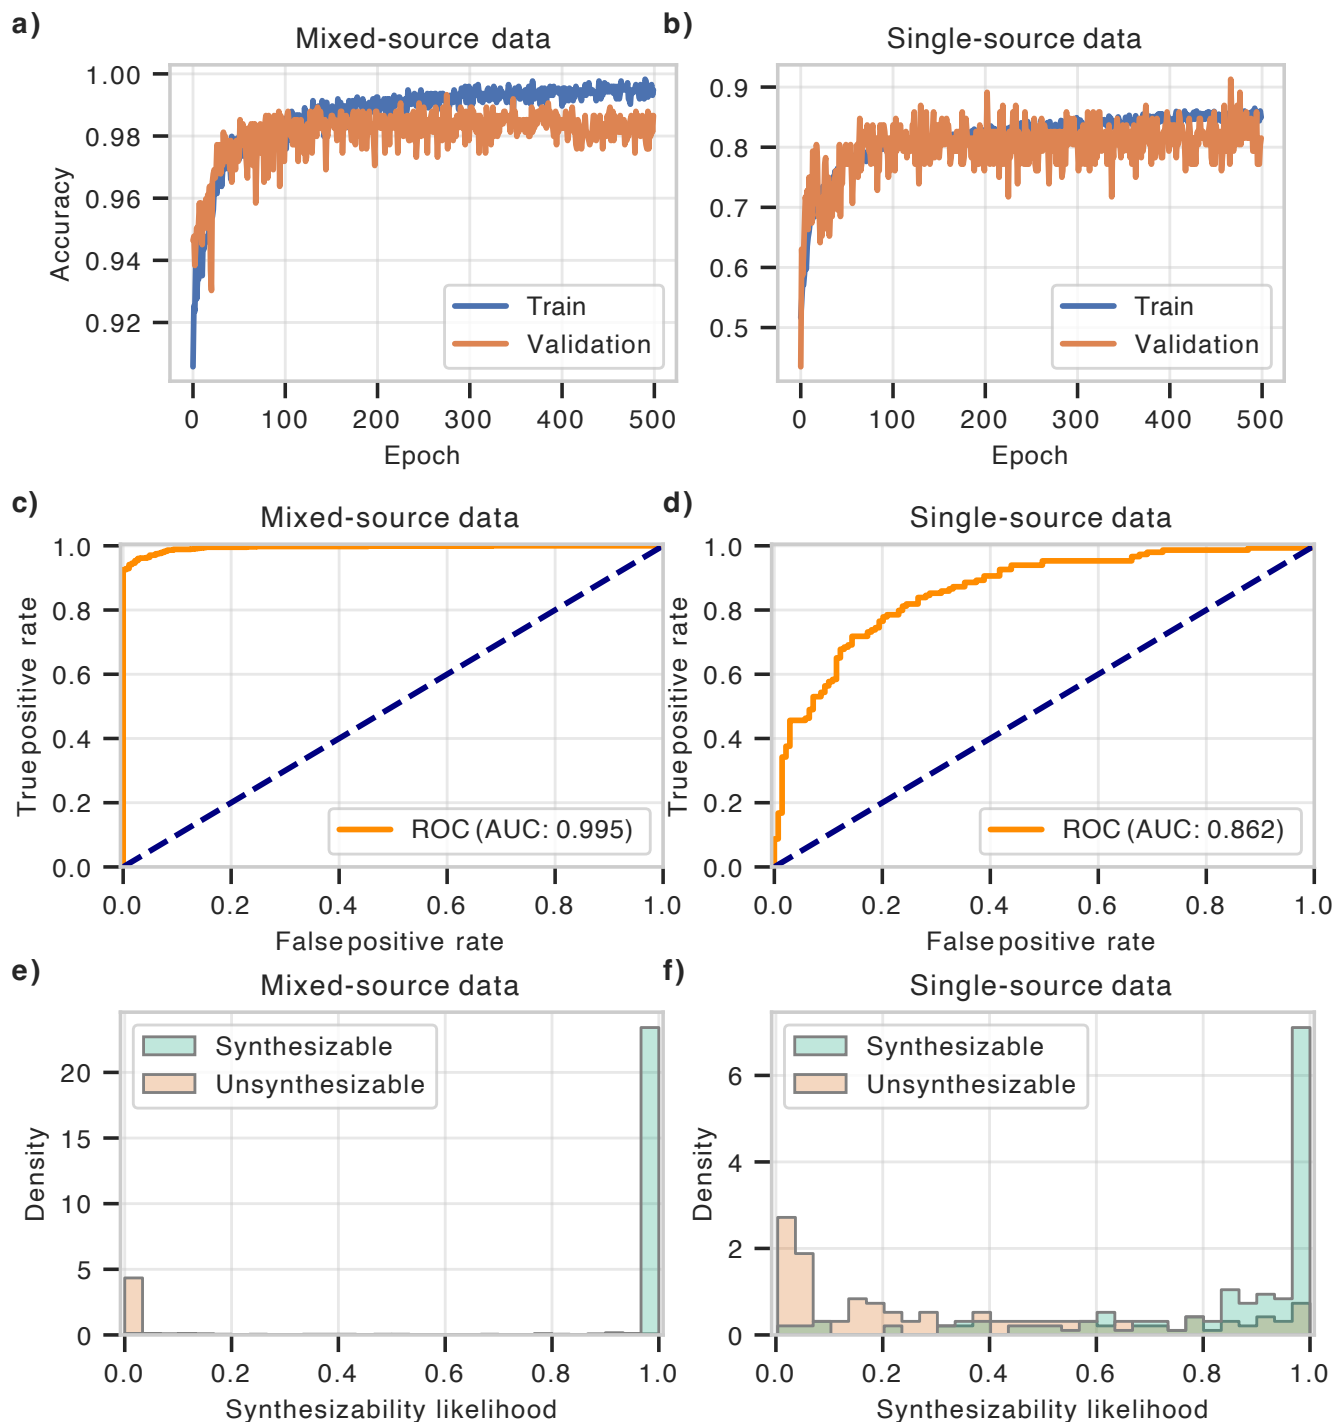 a)
Mixed-source data
1.00
0.98
0.96
0.94
0.92
Accuracy
Train
Validation
0 100 200 300 400 500
Epoch
b)
Single-source data
0.9
0.8
0.7
0.6
0.5
Train
Validation
0 100 200 300 400 500
Epoch
c)
Mixed-source data
1.0
0.8
0.6
0.4
0.2
0.0
True positive rate
ROC (AUC: 0.995)
0.0 0.2 0.4 0.6 0.8 1.0
False positive rate
d)
Single-source data
1.0
0.8
0.6
0.4
0.2
0.0
True positive rate
ROC (AUC: 0.862)
0.0 0.2 0.4 0.6 0.8 1.0
False positive rate
e)
Mixed-source data
Synthesizable
Unsynthesizable
20
15
10
5
0
Density
0.0 0.2 0.4 0.6 0.8 1.0
Synthesizability likelihood
f)
Single-source data
Synthesizable
Unsynthesizable
6
4
2
0
Density
0.0 0.2 0.4 0.6 0.8 1.0
Synthesizability likelihood